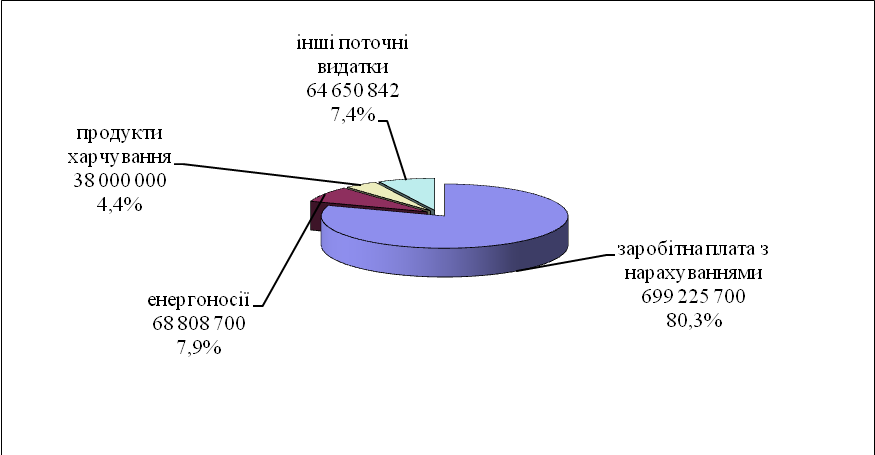 інші поточні
видатки
64 650 842
7,4%
продукти
харчування
38 000 000
4,4%
енергоносії
68 808 700
7,9%
заробітна плата з
нарахуваннями
699 225 700
80,3%